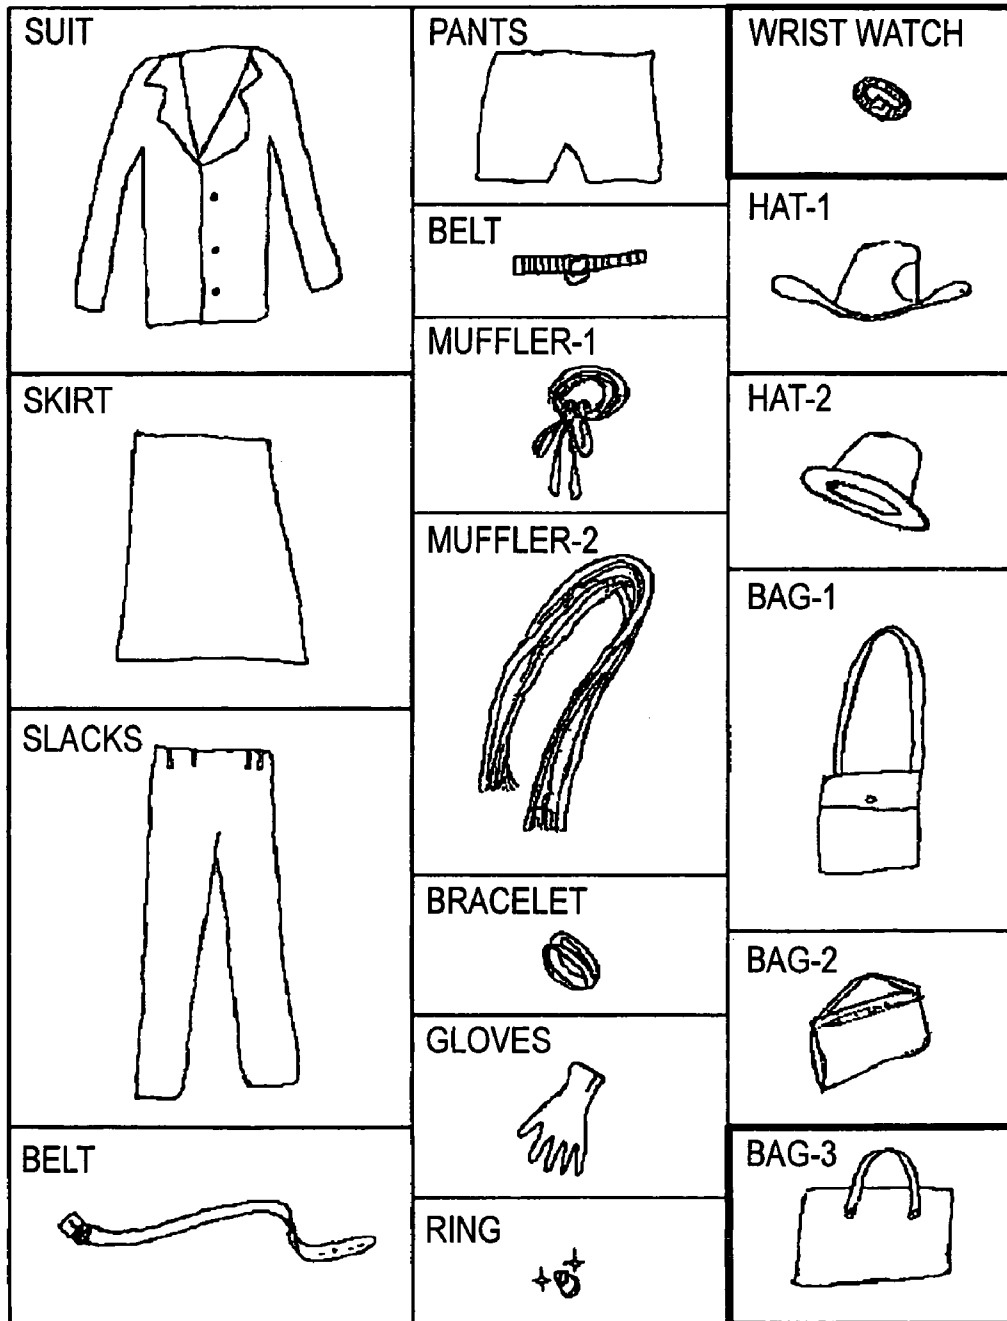 SUIT
SKIRT
SLACKS
BELT
PANTS
BELT
MUFFLER-1
MUFFLER-2
BRACELET
GLOVES
RING
WRIST WATCH
HAT-1
HAT-2
BAG-1
BAG-2
BAG-3